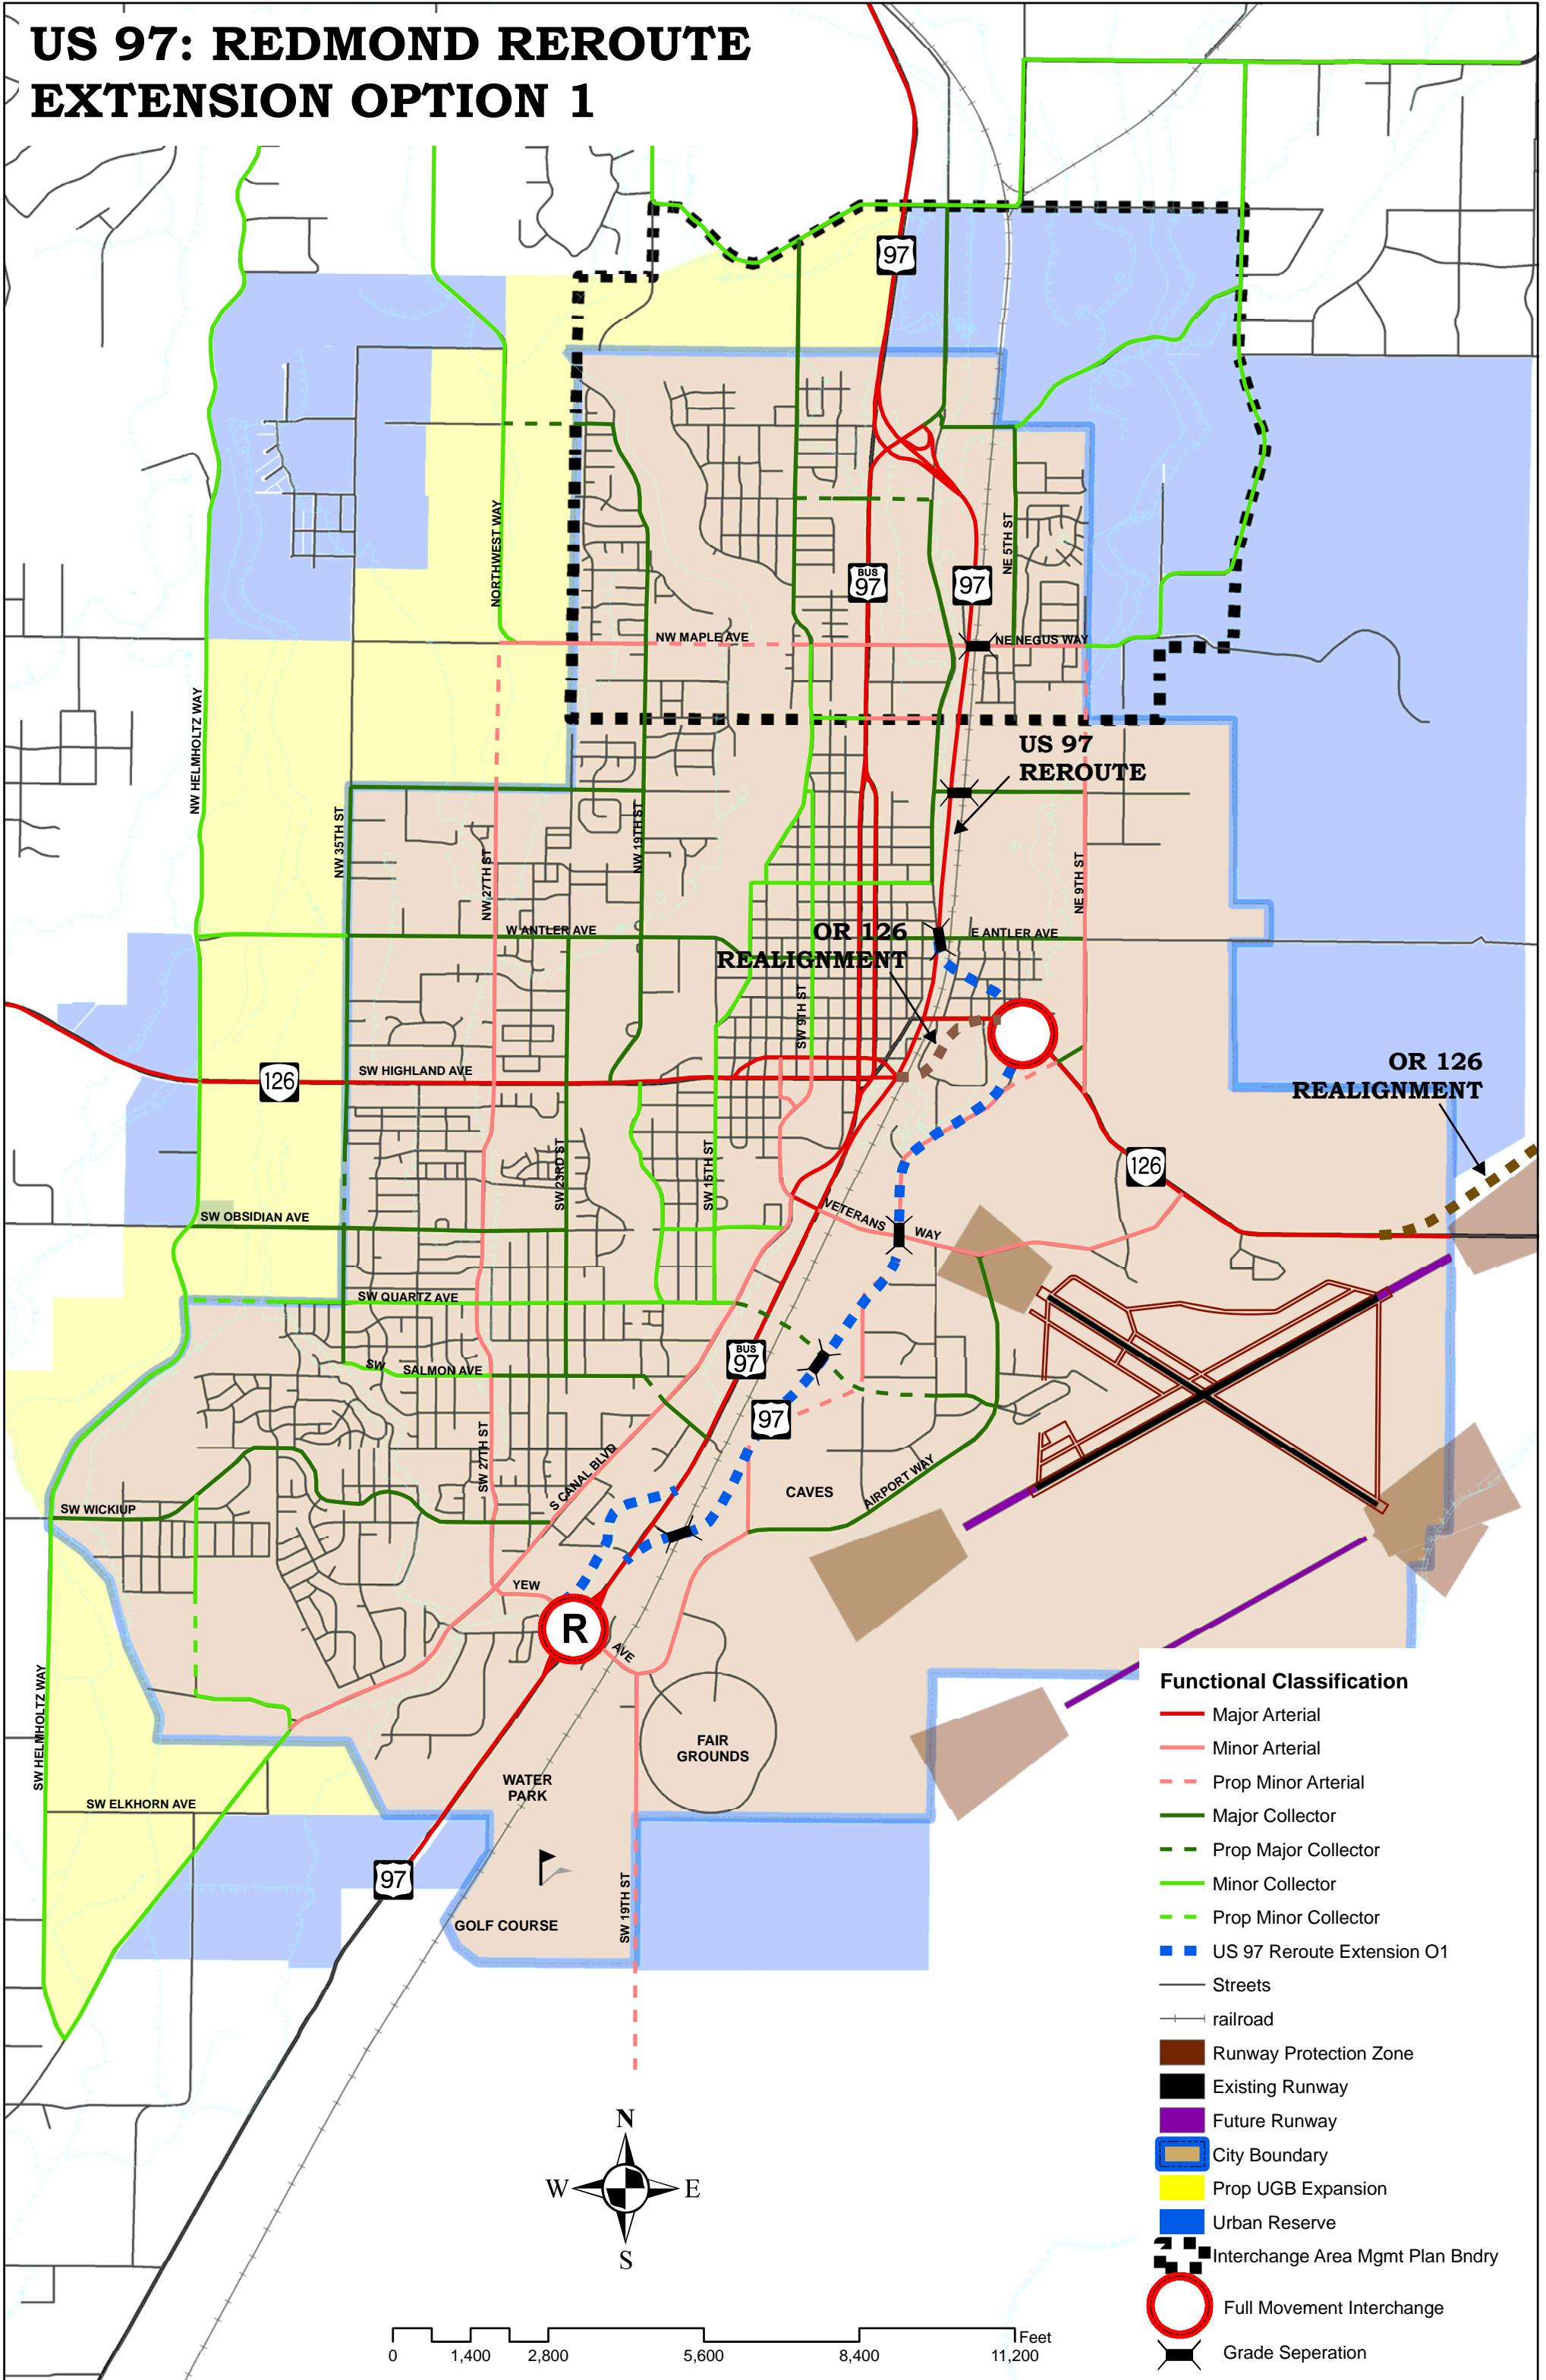 US 97: REDMOND REROUTE
EXTENSION OPTION 1
97
NORTHWEST WAY
NE 5TH ST
BUS
97
97
NW MAPLE AVE
NE NEGUS WAY
NW HELMHOLTZ WAY
US 97
REROUTE
NW 35TH ST
NW 27TH ST
NW 19TH ST
NE 9TH ST
W ANTLER AVE
OR 126
REALIGNMENT
E ANTLER AVE
SW 9TH ST
126
SW HIGHLAND AVE
OR 126
REALIGNMENT
SW 23RD ST
SW 15TH ST
126
SW OBSIDIAN AVE
VETERANS
WAY
SW QUARTZ AVE
BUS
97
SW
SALMON AVE
97
SW 27TH ST
S CANAL BLVD
CAVES
AIRPORT WAY
SW WICKIUP
YEW
R
AVE
SW HELMHOLTZ WAY
FAIR
GROUNDS
WATER
PARK
SW ELKHORN AVE
97
SW 19TH ST
GOLF COURSE
Functional Classification
Major Arterial
Minor Arterial
Prop Minor Arterial
Major Collector
Prop Major Collector
Minor Collector
Prop Minor Collector
US 97 Reroute Extension O1
Streets
railroad
Runway Protection Zone
Existing Runway
Future Runway
City Boundary
Prop UGB Expansion
Urban Reserve
Interchange Area Mgmt Plan Bndry
Full Movement Interchange
Grade Seperation
N
W
E
S
Feet
0
1,400
2,800
5,600
8,400
11,200